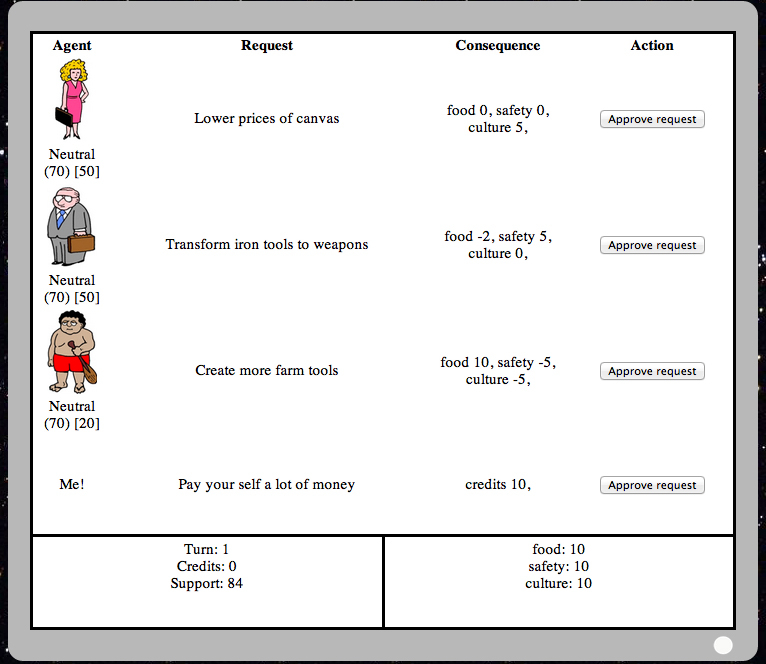 Agent Request Consequence Action
Lower prices of canvas
food 0, safety 0,
culture 5,
Approve request
Neutral
(70) [50]
Transform iron tools to weapons
food -2, safety 5,
culture 0,
Approve request
Neutral
(70) [50]
Create more farm tools
food 10, safety -5,
culture -5,
Approve request
Neutral
(70) [20]
Me! Pay your self a lot of money credits 10, Approve request
Turn: 1
Credits: 0
Support: 84
food: 10
safety: 10
culture: 10